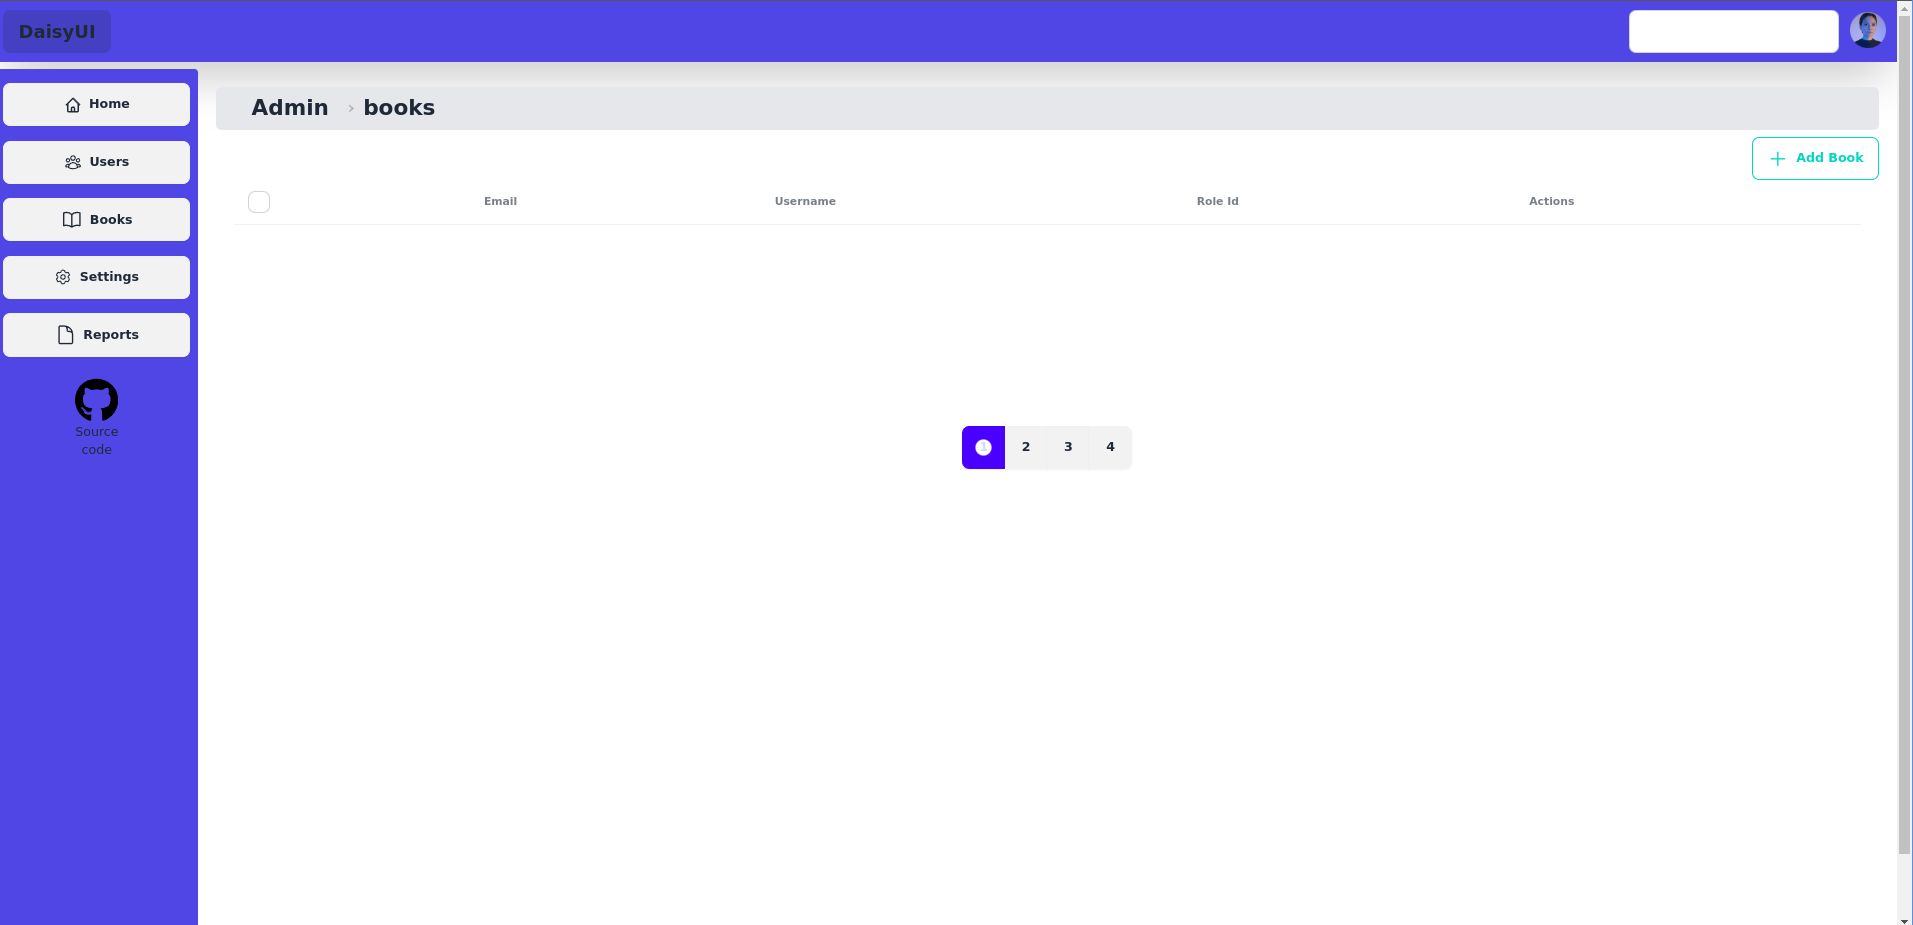 DaisyUI
Home
Users
Books
Settings
Reports
Source
code
Admin › books
Add Book
Email Username Role Id Actions
1 2 3 4